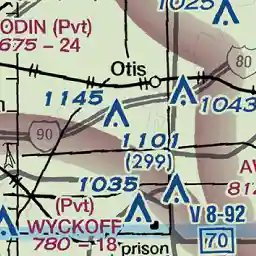 1025
ODIN (Pvt)
675 - 24
80
Otis
1145
1043
90
1101
(299)
1035
817
(Pvt)
WYCKOFF
780 - 18
V 8-92
70
prison